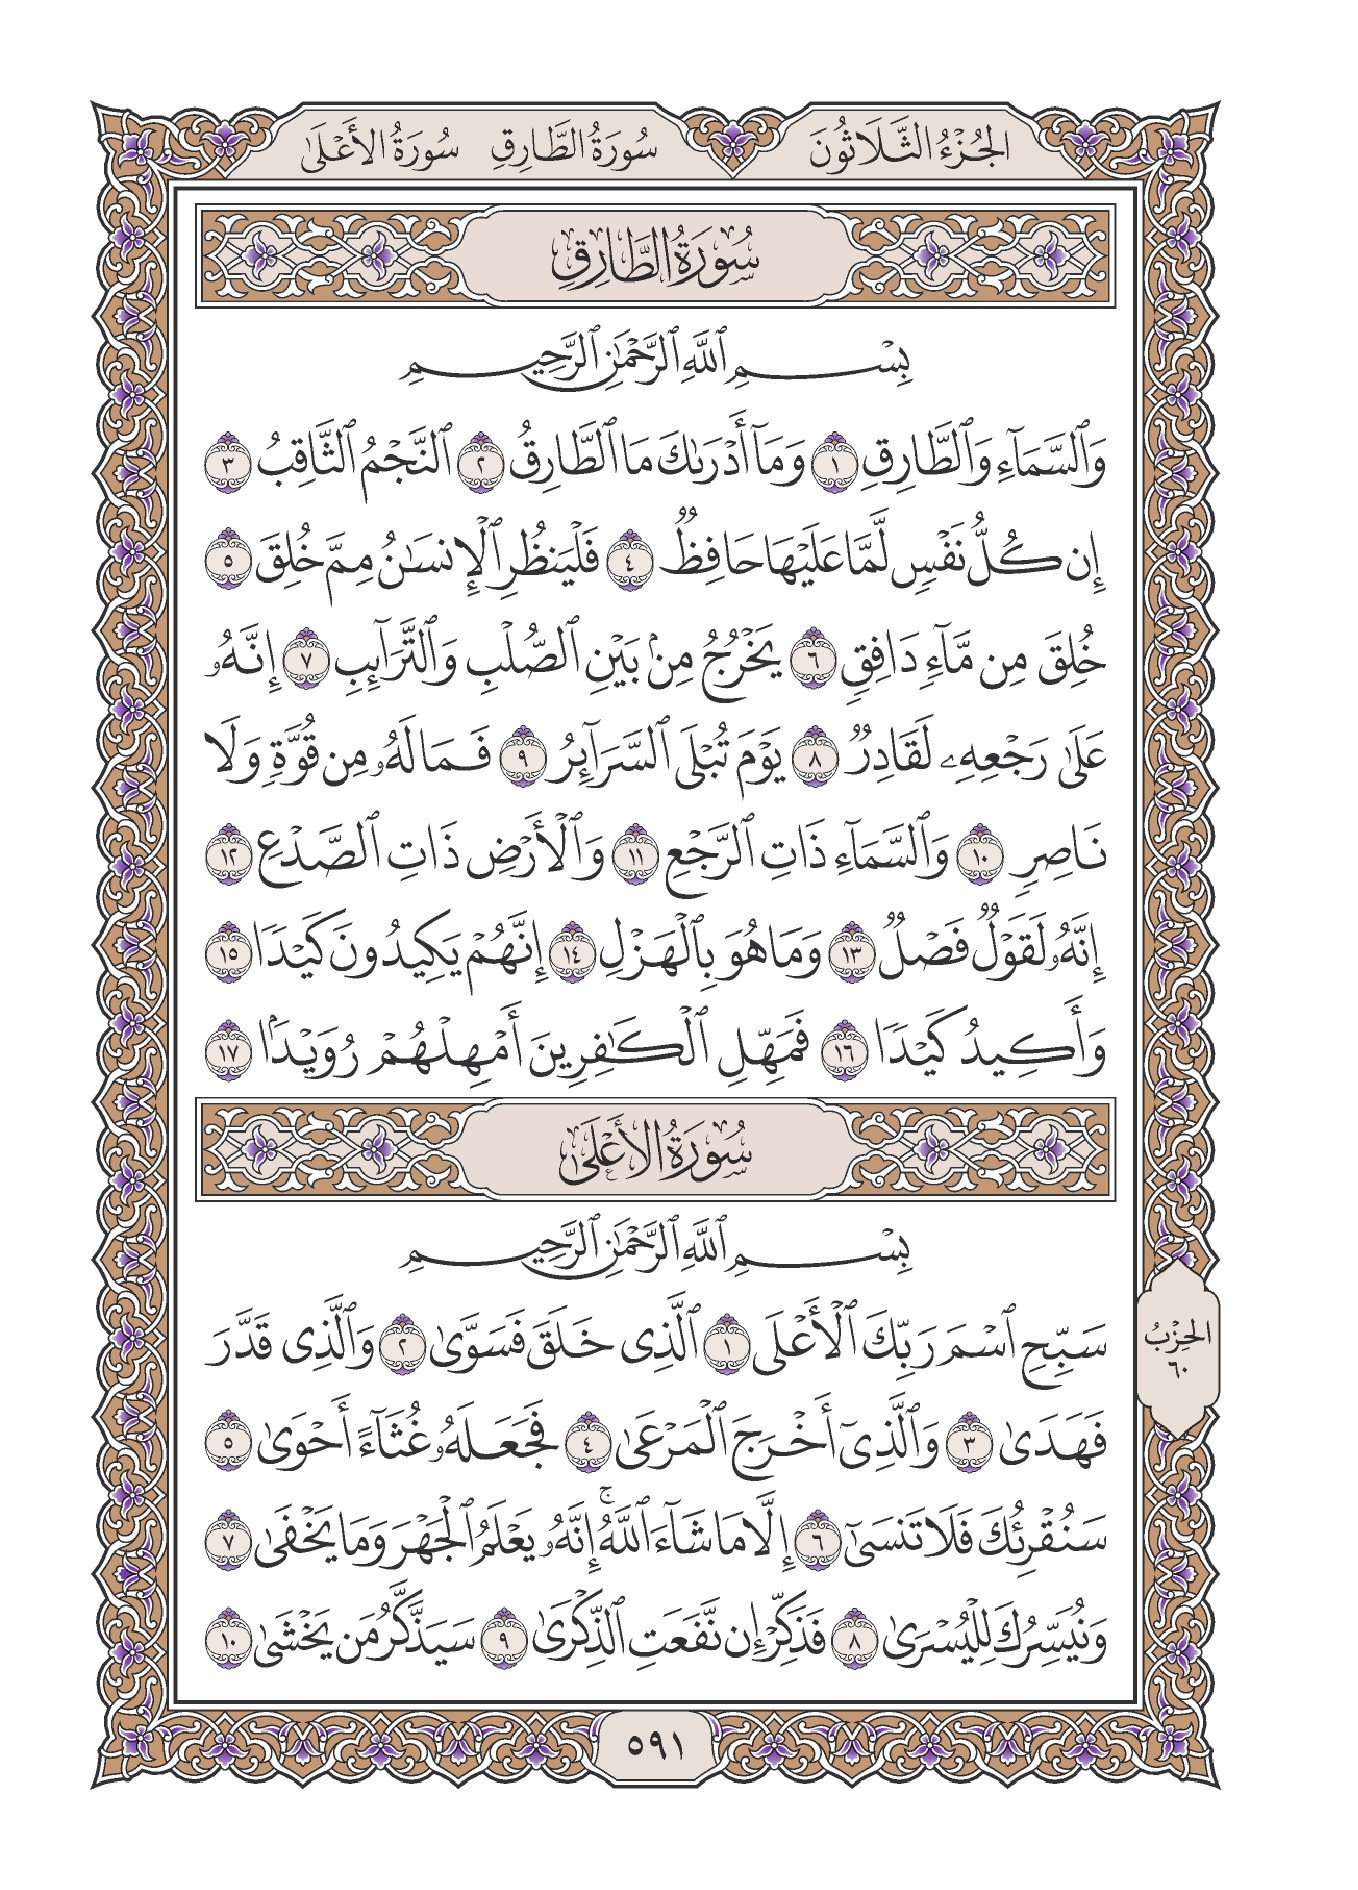 الجُزْءُ الثَّلَاثُونَ
سُورَةُ الطَّارِقِ سُورَةُ الأَعْلَىٰ
سُورَةُ الطَّارِقِ
بِسْمِ ٱللَّهِ ٱلرَّحْمَٰنِ ٱلرَّحِيمِ
وَٱلسَّمَآءِ وَٱلطَّارِقِ ١ وَمَآ أَدْرَىٰكَ مَا ٱلطَّارِقُ ٢ ٱلنَّجْمُ ٱلثَّاقِبُ ٣
إِن كُلُّ نَفْسٍ لَّمَّا عَلَيْهَا حَافِظٌ ٤ فَلْيَنظُرِ ٱلْإِنسَٰنُ مِمَّ خُلِقَ ٥
خُلِقَ مِن مَّآءٍ دَافِقٍ ٦ يَخْرُجُ مِنۢ بَيْنِ ٱلصُّلْبِ وَٱلتَّرَآئِبِ ٧ إِنَّهُۥ
عَلَىٰ رَجْعِهِۦ لَقَادِرٌ ٨ يَوْمَ تُبْلَى ٱلسَّرَآئِرُ ٩ فَمَا لَهُۥ مِن قُوَّةٍ وَلَا
نَاصِرٍ ١٠ وَٱلسَّمَآءِ ذَاتِ ٱلرَّجْعِ ١١ وَٱلْأَرْضِ ذَاتِ ٱلصَّدْعِ ١٢
إِنَّهُۥ لَقَوْلٌ فَصْلٌ ١٣ وَمَا هُوَ بِٱلْهَزْلِ ١٤ إِنَّهُمْ يَكِيدُونَ كَيْدًا ١٥
وَأَكِيدُ كَيْدًا ١٦ فَمَهِّلِ ٱلْكَٰفِرِينَ أَمْهِلْهُمْ رُوَيْدًۢا ١٧
سُورَةُ الأَعْلَىٰ
بِسْمِ ٱللَّهِ ٱلرَّحْمَٰنِ ٱلرَّحِيمِ
سَبِّحِ ٱسْمَ رَبِّكَ ٱلْأَعْلَى ١ ٱلَّذِى خَلَقَ فَسَوَّىٰ ٢ وَٱلَّذِى قَدَّرَ
فَهَدَىٰ ٣ وَٱلَّذِىٓ أَخْرَجَ ٱلْمَرْعَىٰ ٤ فَجَعَلَهُۥ غُثَآءً أَحْوَىٰ ٥
سَنُقْرِئُكَ فَلَا تَنسَىٰٓ ٦ إِلَّا مَا شَآءَ ٱللَّهُۚ إِنَّهُۥ يَعْلَمُ ٱلْجَهْرَ وَمَا يَخْفَىٰ ٧
وَنُيَسِّرُكَ لِلْيُسْرَىٰ ٨ فَذَكِّرْ إِن نَّفَعَتِ ٱلذِّكْرَىٰ ٩ سَيَذَّكَّرُ مَن يَخْشَىٰ ١٠
الحِزْبُ
٦٠
٥٩١